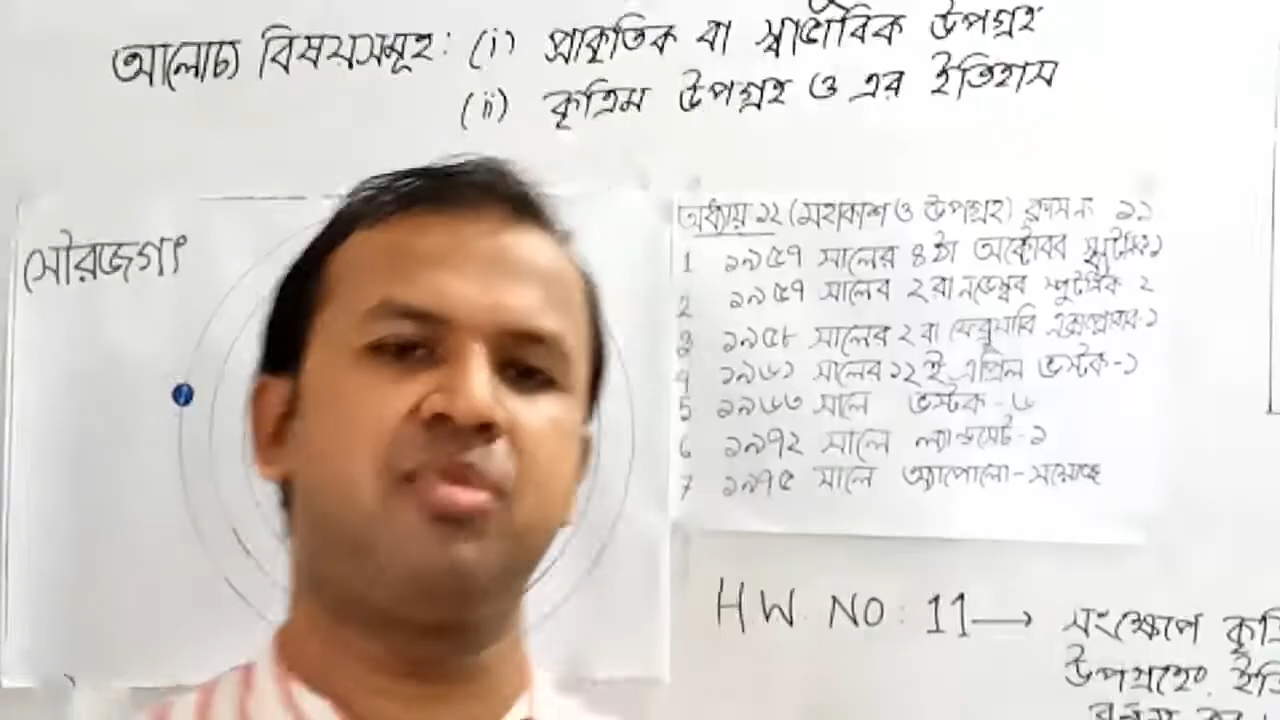 আলোচ্য বিষয়সমূহ: (i) প্রাকৃতিক বা স্বাভাবিক উপগ্রহ
(ii) কৃত্রিম উপগ্রহ ও এর ইতিহাস
সৌরজগৎ
অধ্যায় ১২ (মহাকাশ ও উপগ্রহ) ক্লাস নং ১১
1 ১৯৫৭ সালের ৪ঠা অক্টোবর স্পুটনিক ১
2 ১৯৫৭ সালের ২রা নভেম্বর স্পুটনিক ২
3 ১৯৫৮ সালের ২রা ফেব্রুয়ারি এক্সপ্লোরার-১
4 ১৯৬১ সালের ১২ই এপ্রিল ভস্টক-১
5 ১৯৬৩ সালে ভস্টক-৬
6 ১৯৭২ সালে ল্যান্ডসেট-১
7 ১৯৭৫ সালে অ্যাপোলো-সয়োজ
HW. NO: 11→ সংক্ষেপে কৃত্রি
উপগ্রহের ইতি